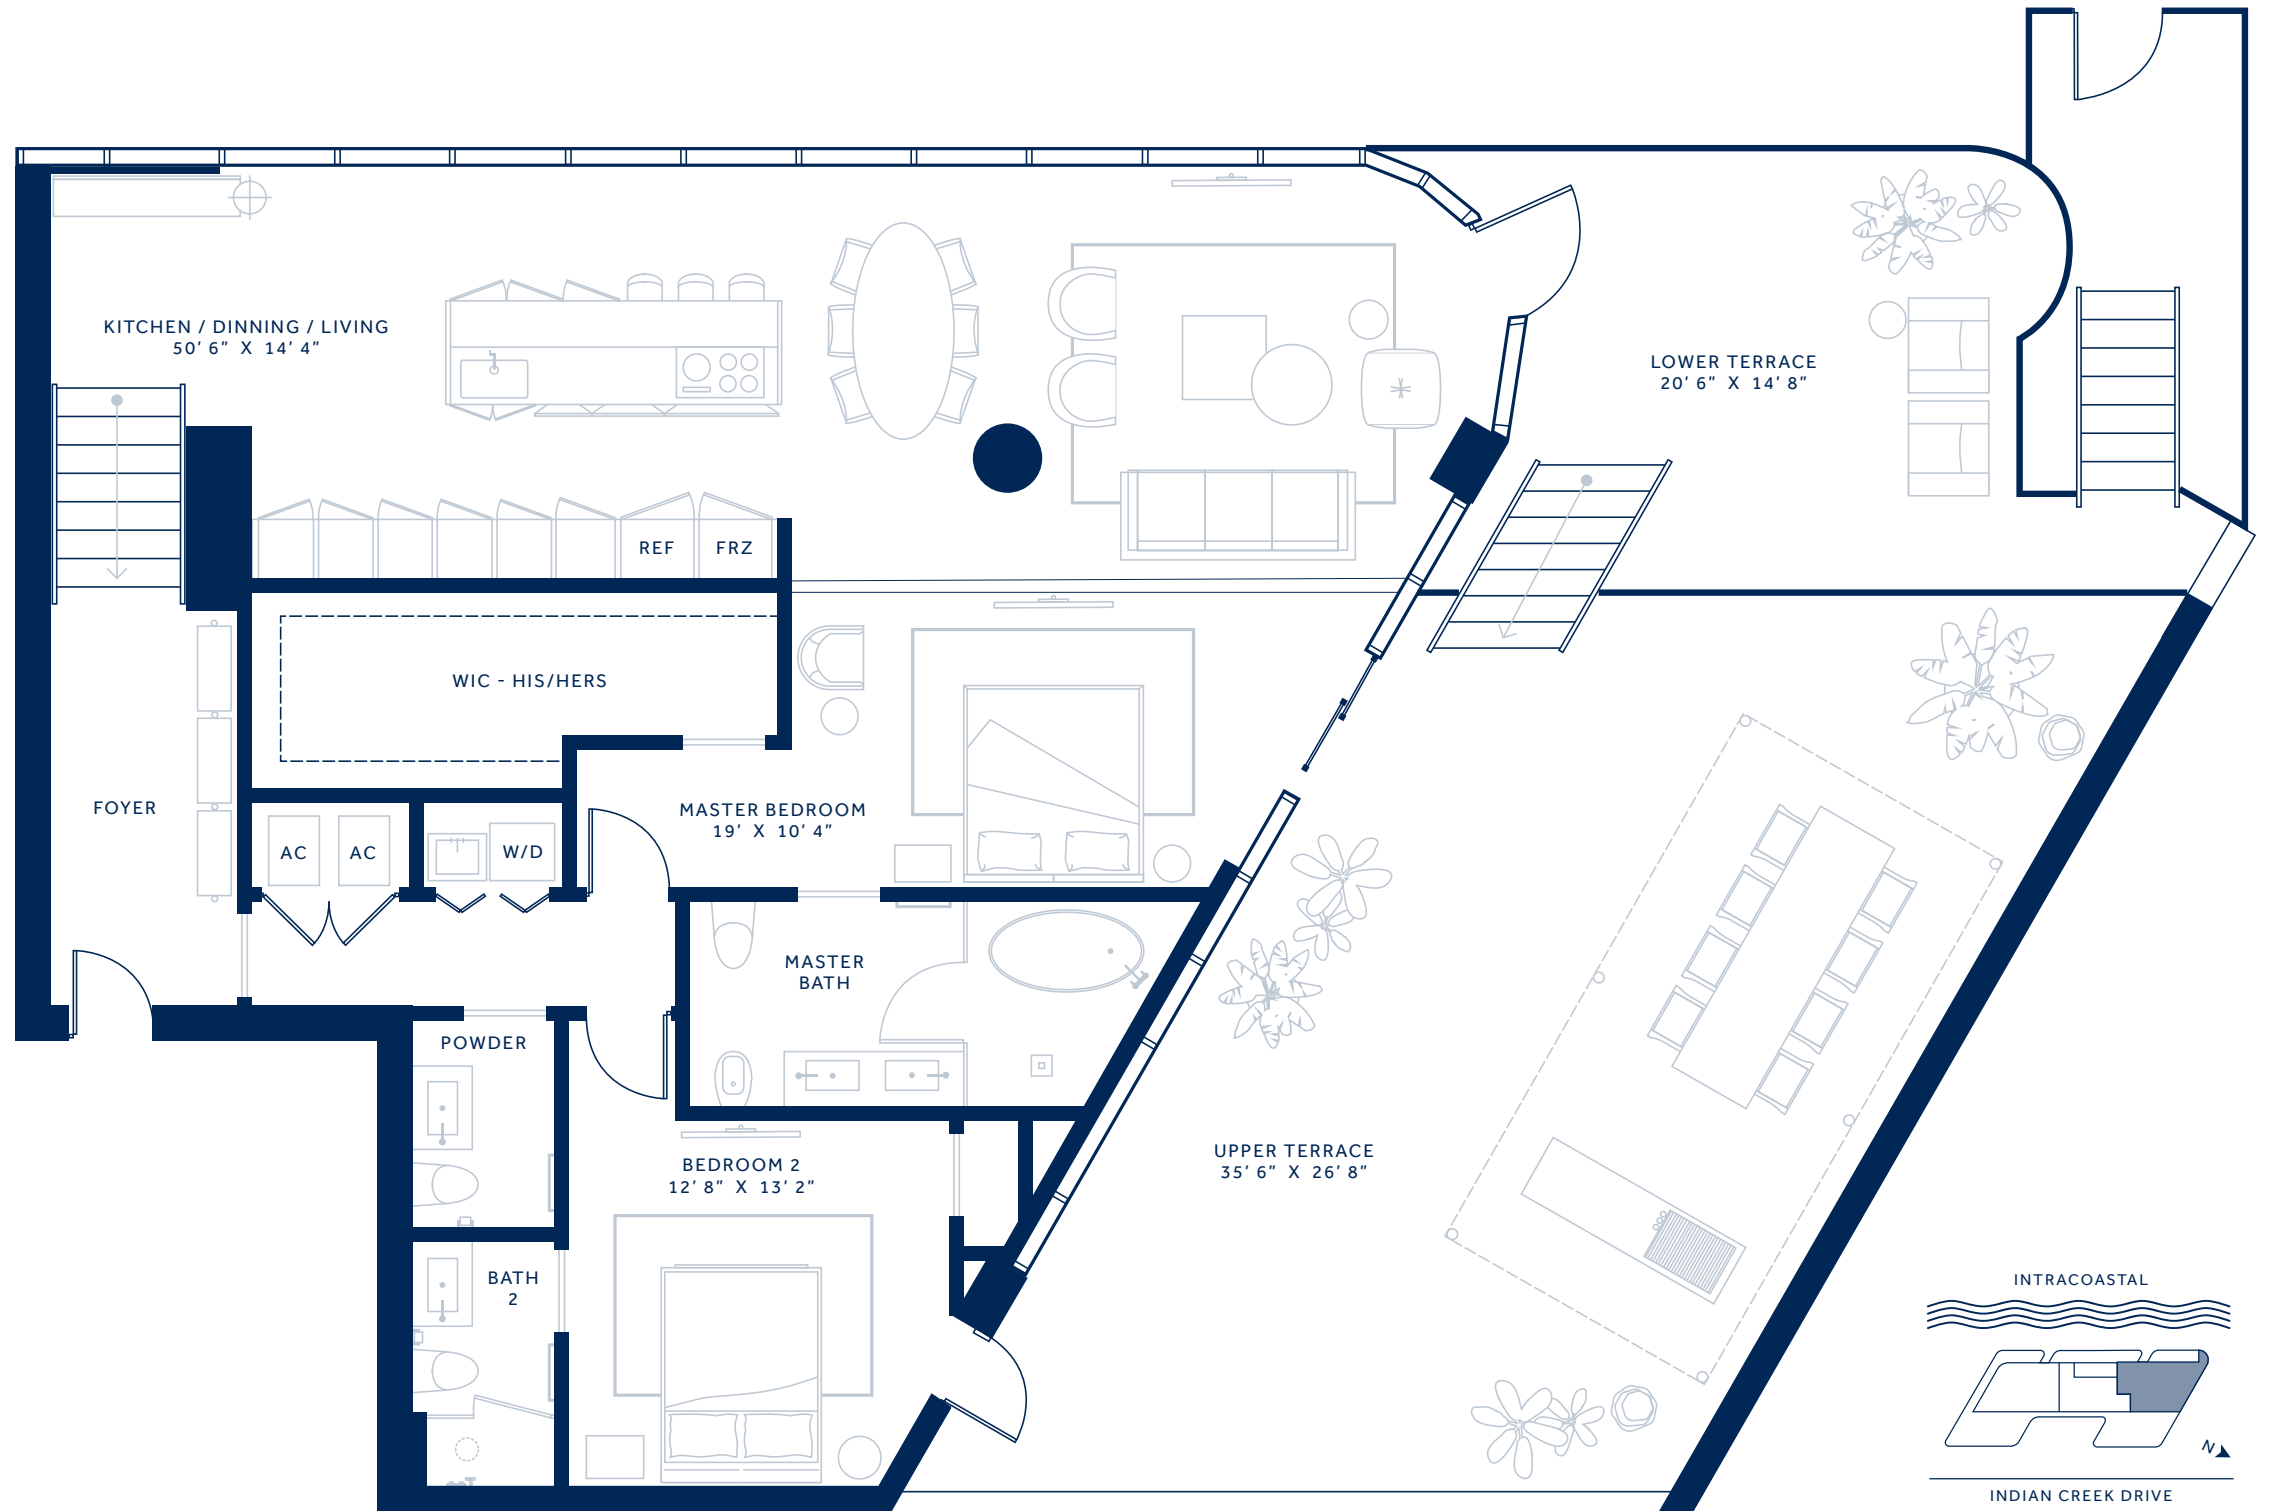 KITCHEN / DINNING / LIVING
50' 6" X 14' 4"
LOWER TERRACE
20' 6" X 14' 8"
REF
FRZ
WIC - HIS/HERS
FOYER
MASTER BEDROOM
19' X 10' 4"
AC
AC
W/D
MASTER
BATH
POWDER
UPPER TERRACE
35' 6" X 26' 8"
BEDROOM 2
12' 8" X 13' 2"
BATH
2
INTRACOASTAL
N
INDIAN CREEK DRIVE